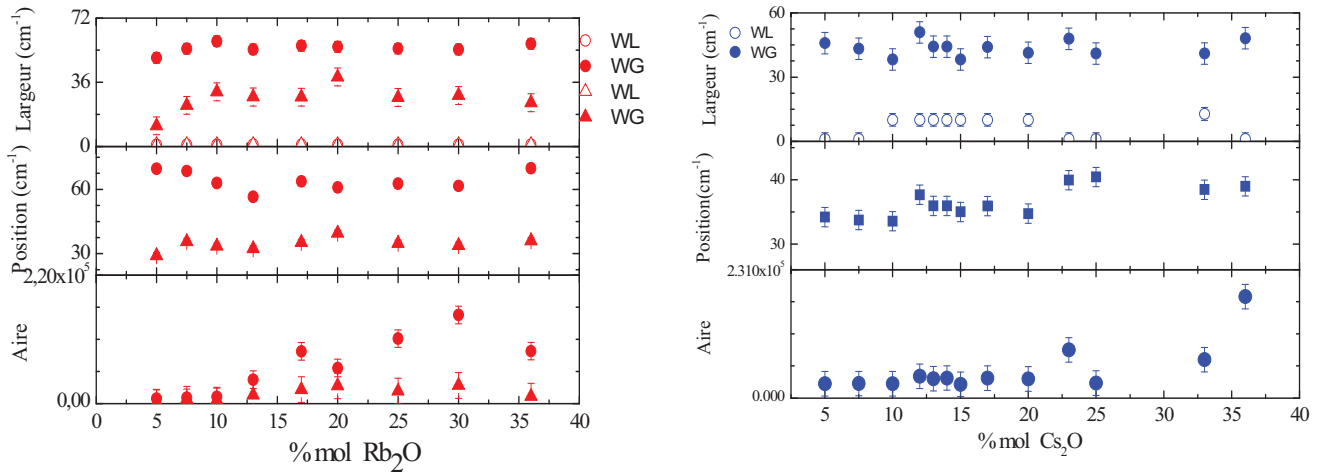 72
36
0
Largeur (cm⁻¹)
WL
WG
WL
WG
60
30
Position (cm⁻¹)
2,20x10⁵
0,00
Aire
0 5 10 15 20 25 30 35 40
% mol Rb₂O
60
30
0
Largeur (cm⁻¹)
WL
WG
40
30
Position(cm⁻¹)
2.310x10⁵
0.000
Aire
5 10 15 20 25 30 35 40
% mol Cs₂O